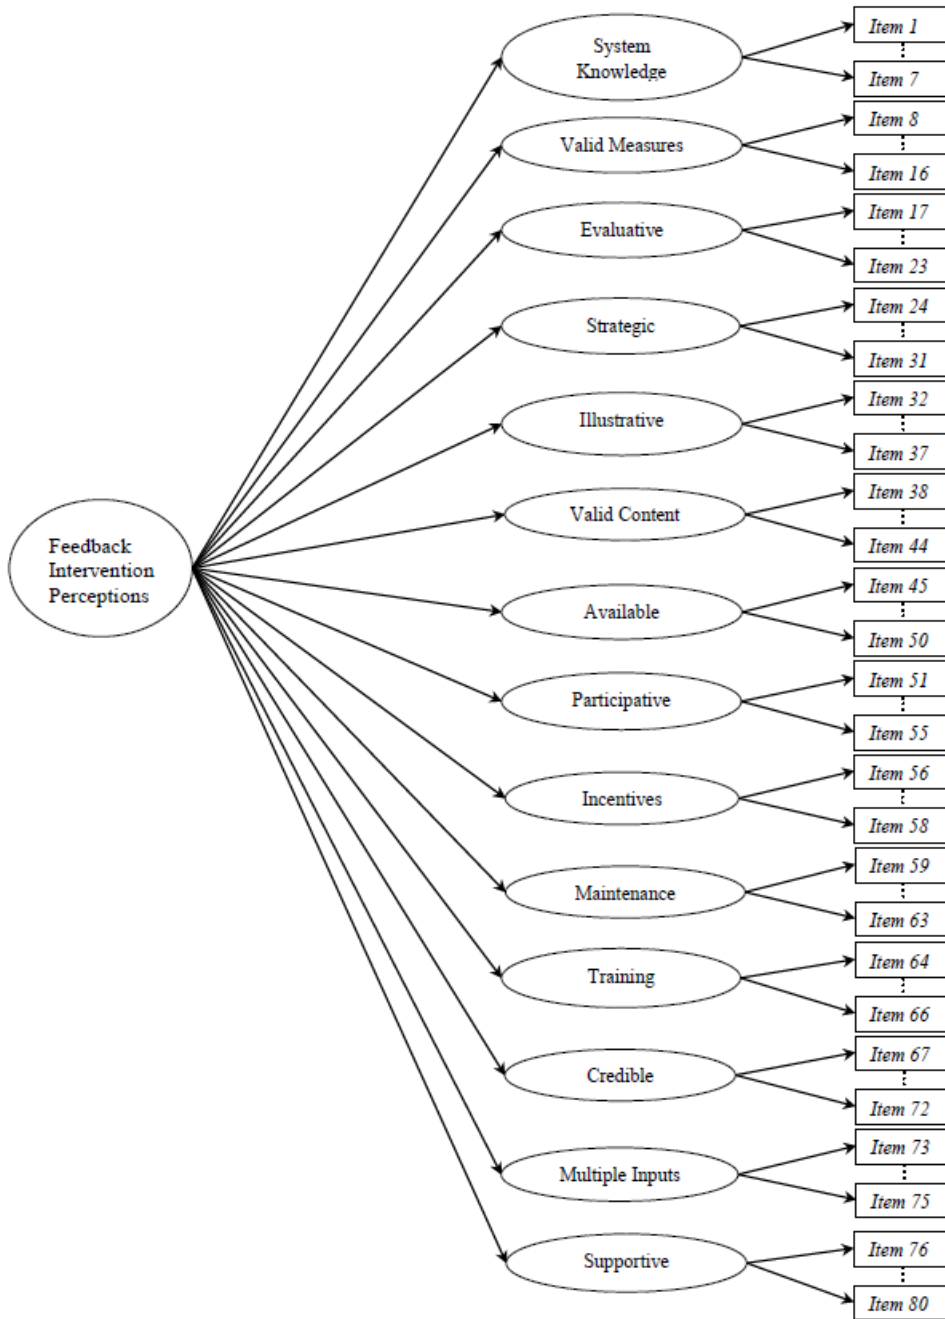 System
Knowledge
Item 1
Item 7
Valid Measures
Item 8
Item 16
Evaluative
Item 17
Item 23
Strategic
Item 24
Item 31
Illustrative
Item 32
Item 37
Valid Content
Item 38
Item 44
Feedback
Intervention
Perceptions
Available
Item 45
Item 50
Participative
Item 51
Item 55
Incentives
Item 56
Item 58
Maintenance
Item 59
Item 63
Training
Item 64
Item 66
Credible
Item 67
Item 72
Multiple Inputs
Item 73
Item 75
Supportive
Item 76
Item 80